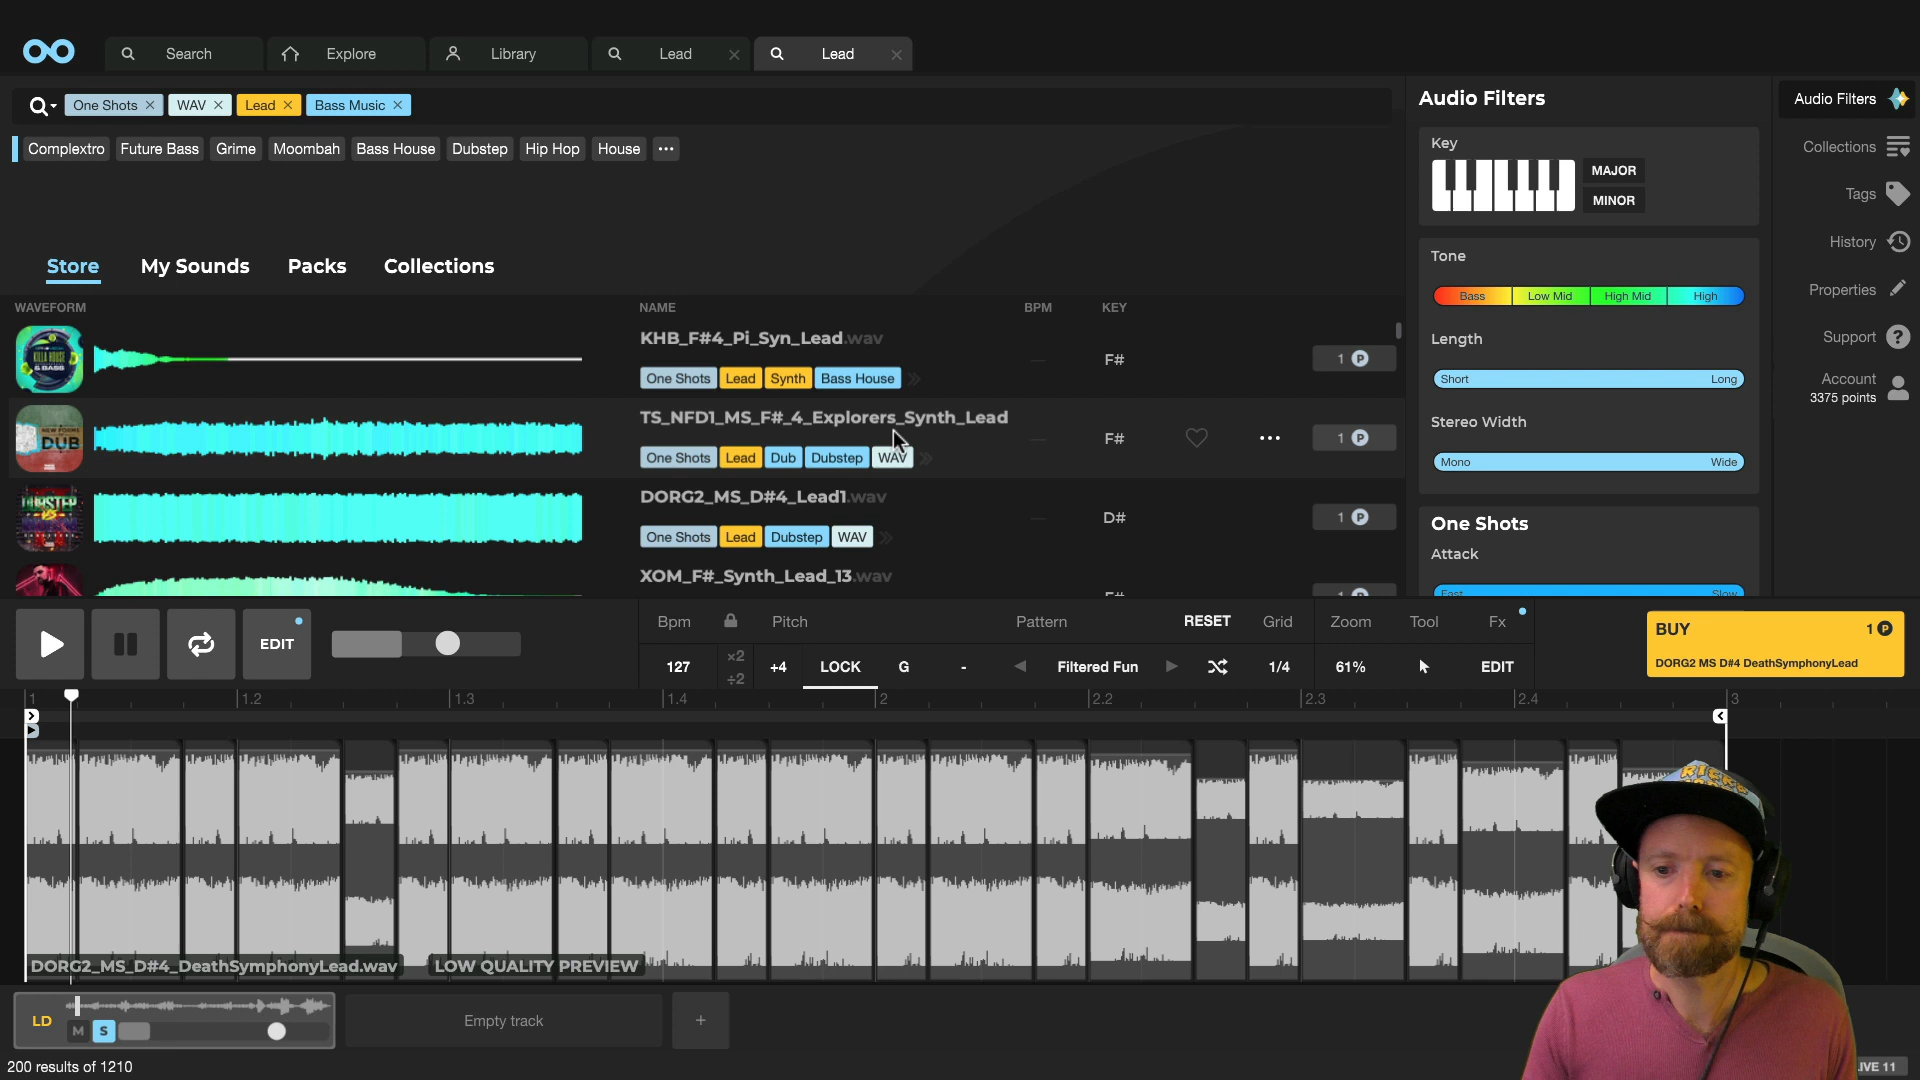 Search
Explore
Library
Lead
Lead
One Shots
WAV
Lead
Bass Music
Complextro
Future Bass
Grime
Moombah
Bass House
Dubstep
Hip Hop
House
Store
My Sounds
Packs
Collections
WAVEFORM
NAME
BPM
KEY
KHB_F#4_Pi_Syn_Lead.wav
One Shots
Lead
Synth
Bass House
F#
1 P
TS_NFD1_MS_F#_4_Explorers_Synth_Lead
One Shots
Lead
Dub
Dubstep
WAV
F#
1 P
DORG2_MS_D#4_Lead1.wav
One Shots
Lead
Dubstep
WAV
D#
1 P
XOM_F#_Synth_Lead_13.wav
Audio Filters
Key
MAJOR
MINOR
Tone
Bass
Low Mid
High Mid
High
Length
Short
Long
Stereo Width
Mono
Wide
One Shots
Attack
Fast
Slow
Audio Filters
Collections
Tags
History
Properties
Support
Account
3375 points
EDIT
Bpm
Pitch
Pattern
RESET
Grid
Zoom
Tool
Fx
127
×2
÷2
+4
LOCK
G
-
Filtered Fun
1/4
61%
EDIT
BUY
1 P
DORG2 MS D#4 DeathSymphonyLead
1
1.2
1.3
1.4
2
2.2
2.3
2.4
3
DORG2_MS_D#4_DeathSymphonyLead.wav
LOW QUALITY PREVIEW
LD
M
S
Empty track
+
200 results of 1210